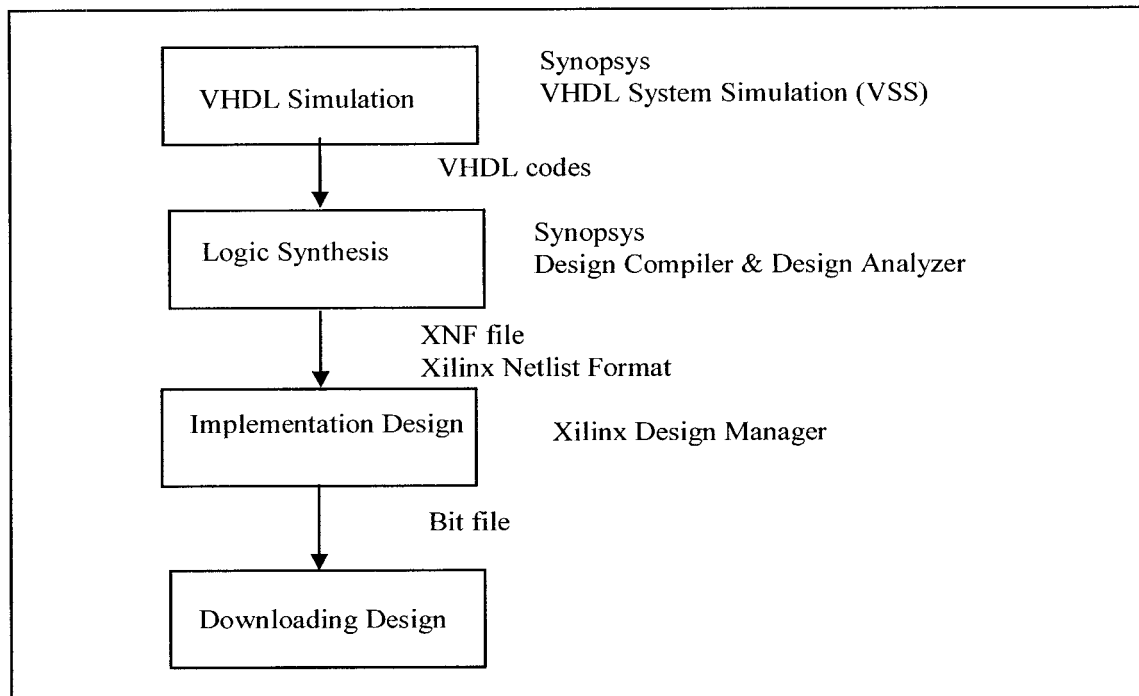 VHDL Simulation
Synopsys
VHDL System Simulation (VSS)
VHDL codes
Logic Synthesis
Synopsys
Design Compiler & Design Analyzer
XNF file
Xilinx Netlist Format
Implementation Design
Xilinx Design Manager
Bit file
Downloading Design